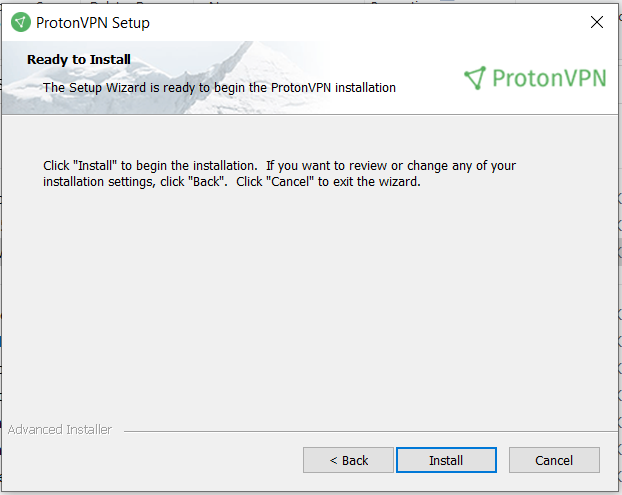 ProtonVPN Setup
Ready to Install
The Setup Wizard is ready to begin the ProtonVPN installation
ProtonVPN
Click "Install" to begin the installation.  If you want to review or change any of your
installation settings, click "Back".  Click "Cancel" to exit the wizard.
Advanced Installer
< Back
Install
Cancel